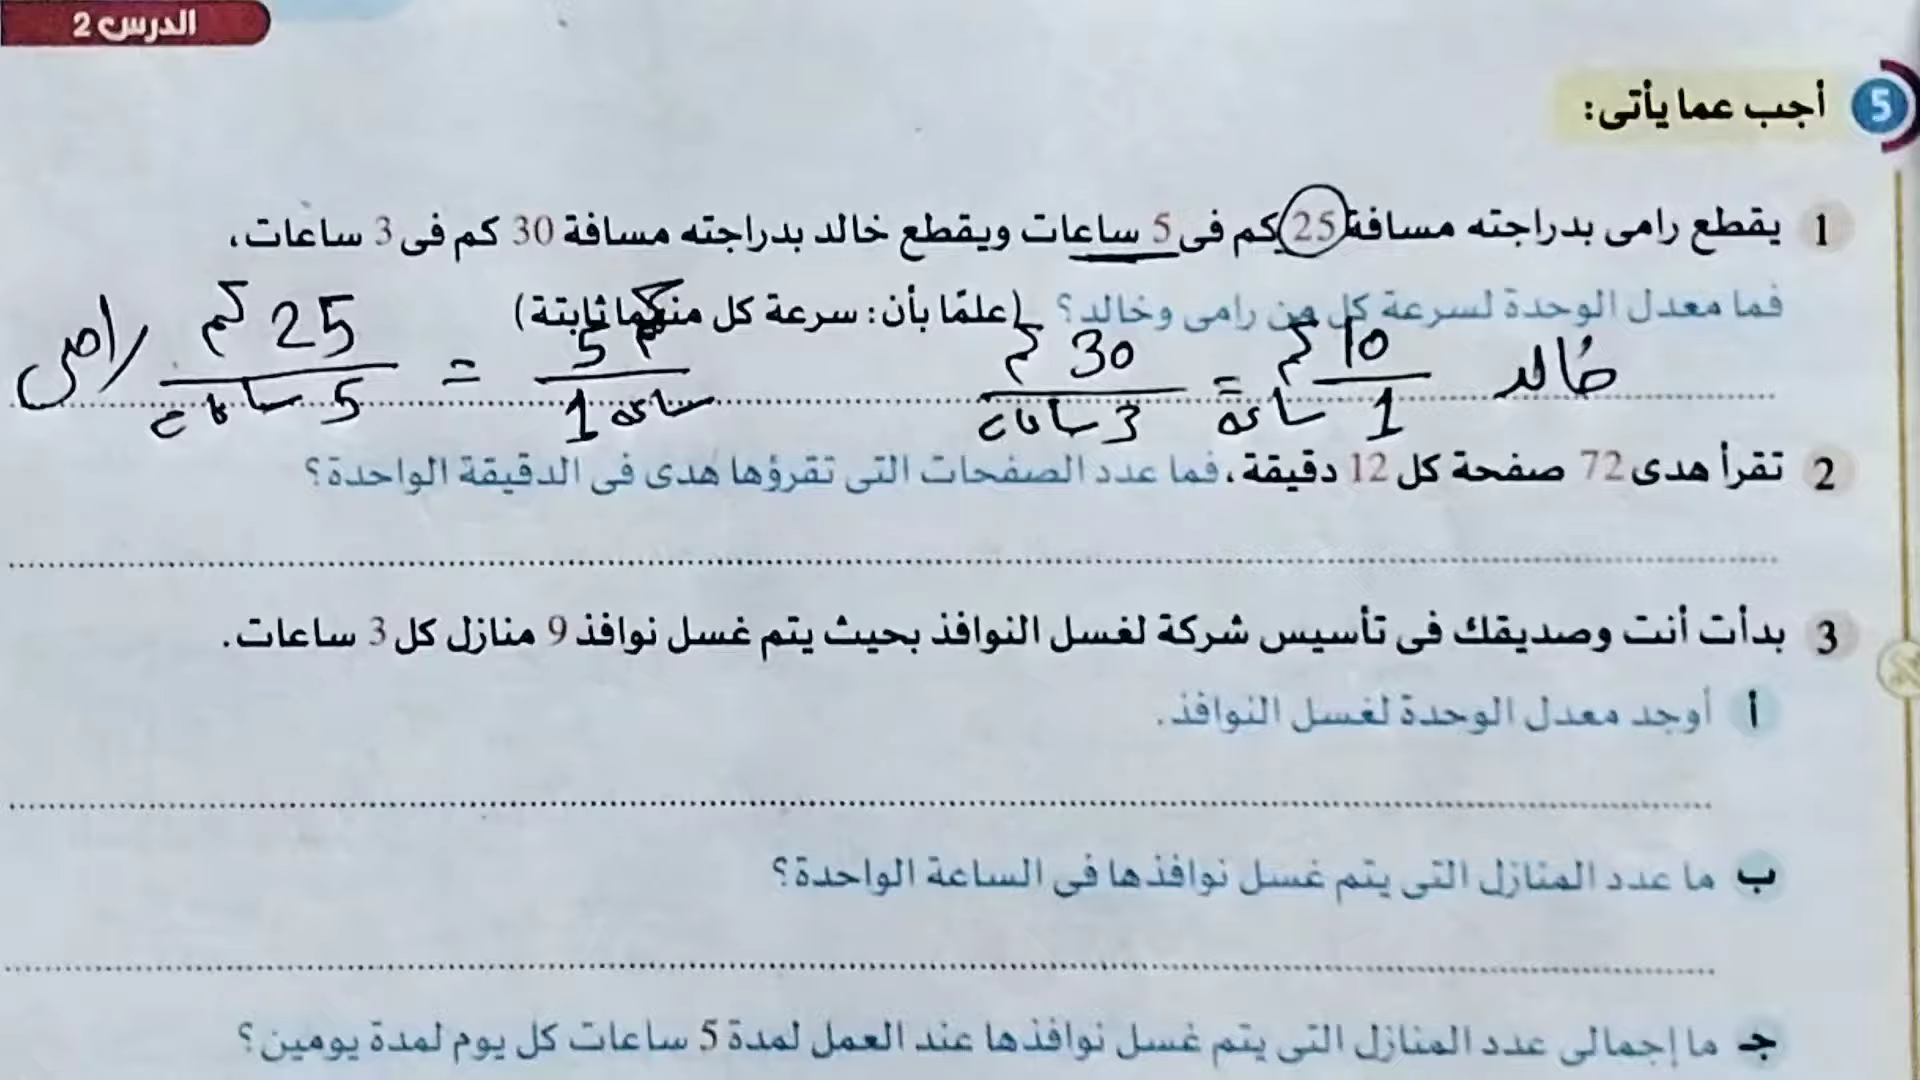 الدرس 2
5 أجب عما يأتى:
1 يقطع رامى بدراجته مسافة 25 كم فى 5 ساعات ويقطع خالد بدراجته مسافة 30 كم فى 3 ساعات،
فما معدل الوحدة لسرعة كل من رامى وخالد؟ (علمًا بأن: سرعة كل منهما ثابتة)
خالد 10 كم / 1 ساعة = 30 كم / 3 ساعات 5 كم / 1 ساعة = 25 كم / 5 ساعات رامى
2 تقرأ هدى 72 صفحة كل 12 دقيقة، فما عدد الصفحات التى تقرؤها هدى فى الدقيقة الواحدة؟
3 بدأت أنت وصديقك فى تأسيس شركة لغسل النوافذ بحيث يتم غسل نوافذ 9 منازل كل 3 ساعات.
أ أوجد معدل الوحدة لغسل النوافذ.
ب ما عدد المنازل التى يتم غسل نوافذها فى الساعة الواحدة؟
جـ ما إجمالى عدد المنازل التى يتم غسل نوافذها عند العمل لمدة 5 ساعات كل يوم لمدة يومين؟